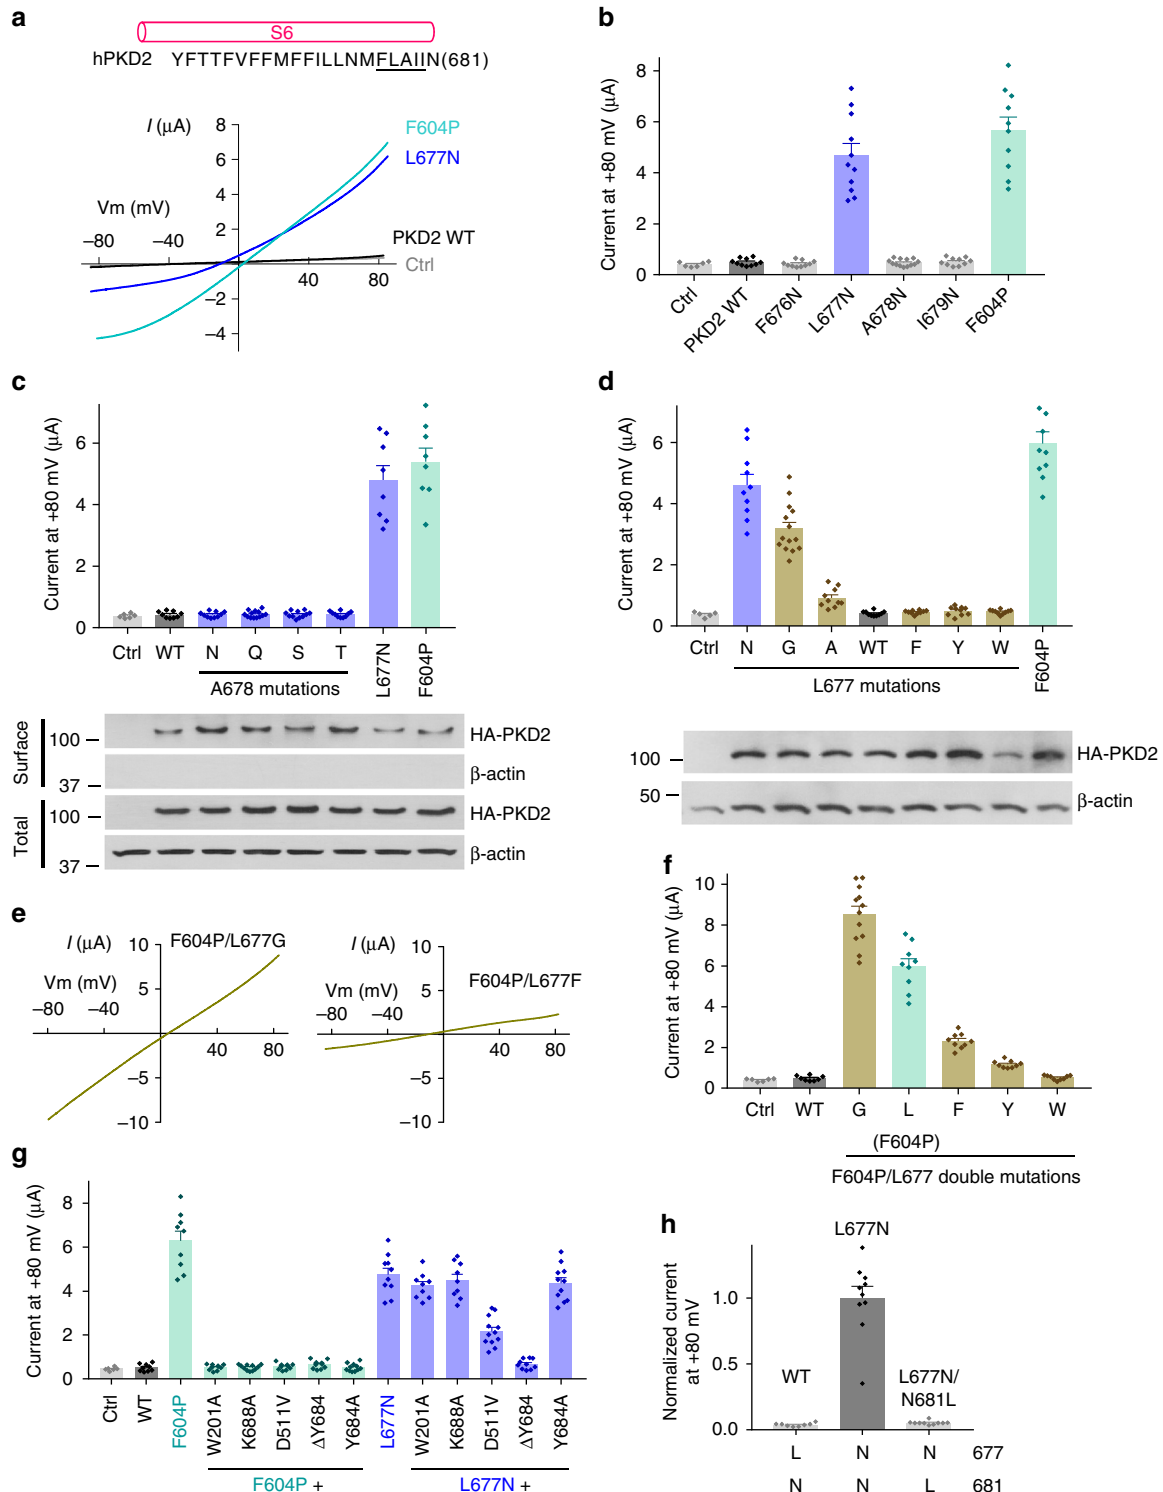 a
S6
hPKD2 YFTTFVFFMFFILLNMFLAIIN(681)
I (μA)
8
6
4
2
−2
−4
F604P
L677N
Vm (mV)
−80 −40 40 80
PKD2 WT
Ctrl
b
Current at +80 mV (μA)
8
6
4
2
0
Ctrl PKD2 WT F676N L677N A678N I679N F604P
c
Current at +80 mV (μA)
6
4
2
0
Ctrl WT N Q S T L677N F604P
A678 mutations
Surface
100
37
HA-PKD2
β-actin
Total
100
37
HA-PKD2
β-actin
d
Current at +80 mV (μA)
6
4
2
0
Ctrl N G A WT F Y W F604P
L677 mutations
100
50
HA-PKD2
β-actin
e
I (μA)
10
5
−5
−10
F604P/L677G
Vm (mV)
−80 −40 40 80
I (μA)
10
5
−5
−10
F604P/L677F
Vm (mV)
−80 −40 40 80
f
Current at +80 mV (μA)
10
8
6
4
2
0
Ctrl WT G L F Y W
(F604P)
F604P/L677 double mutations
g
Current at +80 mV (μA)
8
6
4
2
0
Ctrl WT F604P W201A K688A D511V ΔY684 Y684A L677N W201A K688A D511V ΔY684 Y684A
F604P + L677N +
h
Normalized current
at +80 mV
1.0
0.5
0.0
WT
L677N
L677N/
N681L
L N N 677
N N L 681